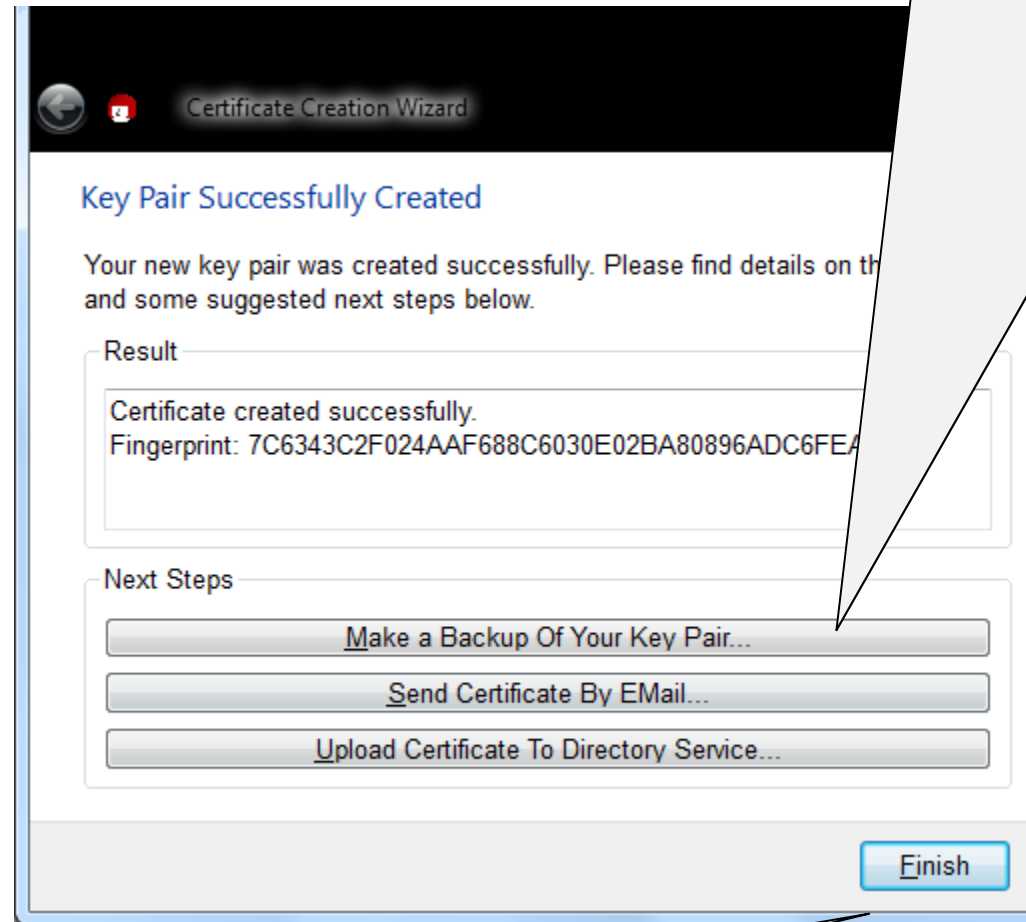 Certificate Creation Wizard
Key Pair Successfully Created
Your new key pair was created successfully. Please find details on
and some suggested next steps below.
Result
Certificate created successfully.
Fingerprint: 7C6343C2F024AAF688C6030E02BA80896ADC6FEA
Next Steps
Make a Backup Of Your Key Pair...
Send Certificate By EMail...
Upload Certificate To Directory Service...
Finish